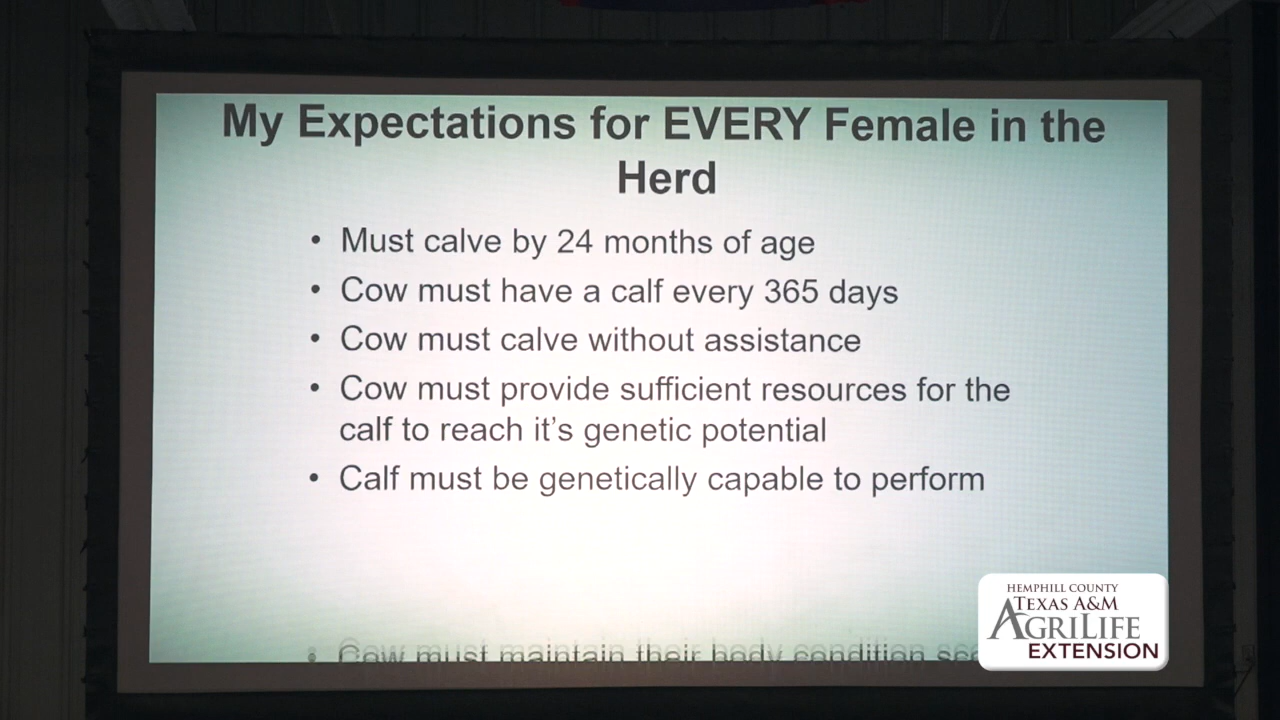 My Expectations for EVERY Female in the
Herd
• Must calve by 24 months of age
• Cow must have a calf every 365 days
• Cow must calve without assistance
• Cow must provide sufficient resources for the
calf to reach it's genetic potential
• Calf must be genetically capable to perform
• Cow must maintain their body condition
HEMPHILL COUNTY
TEXAS A&M
AGRILIFE
EXTENSION